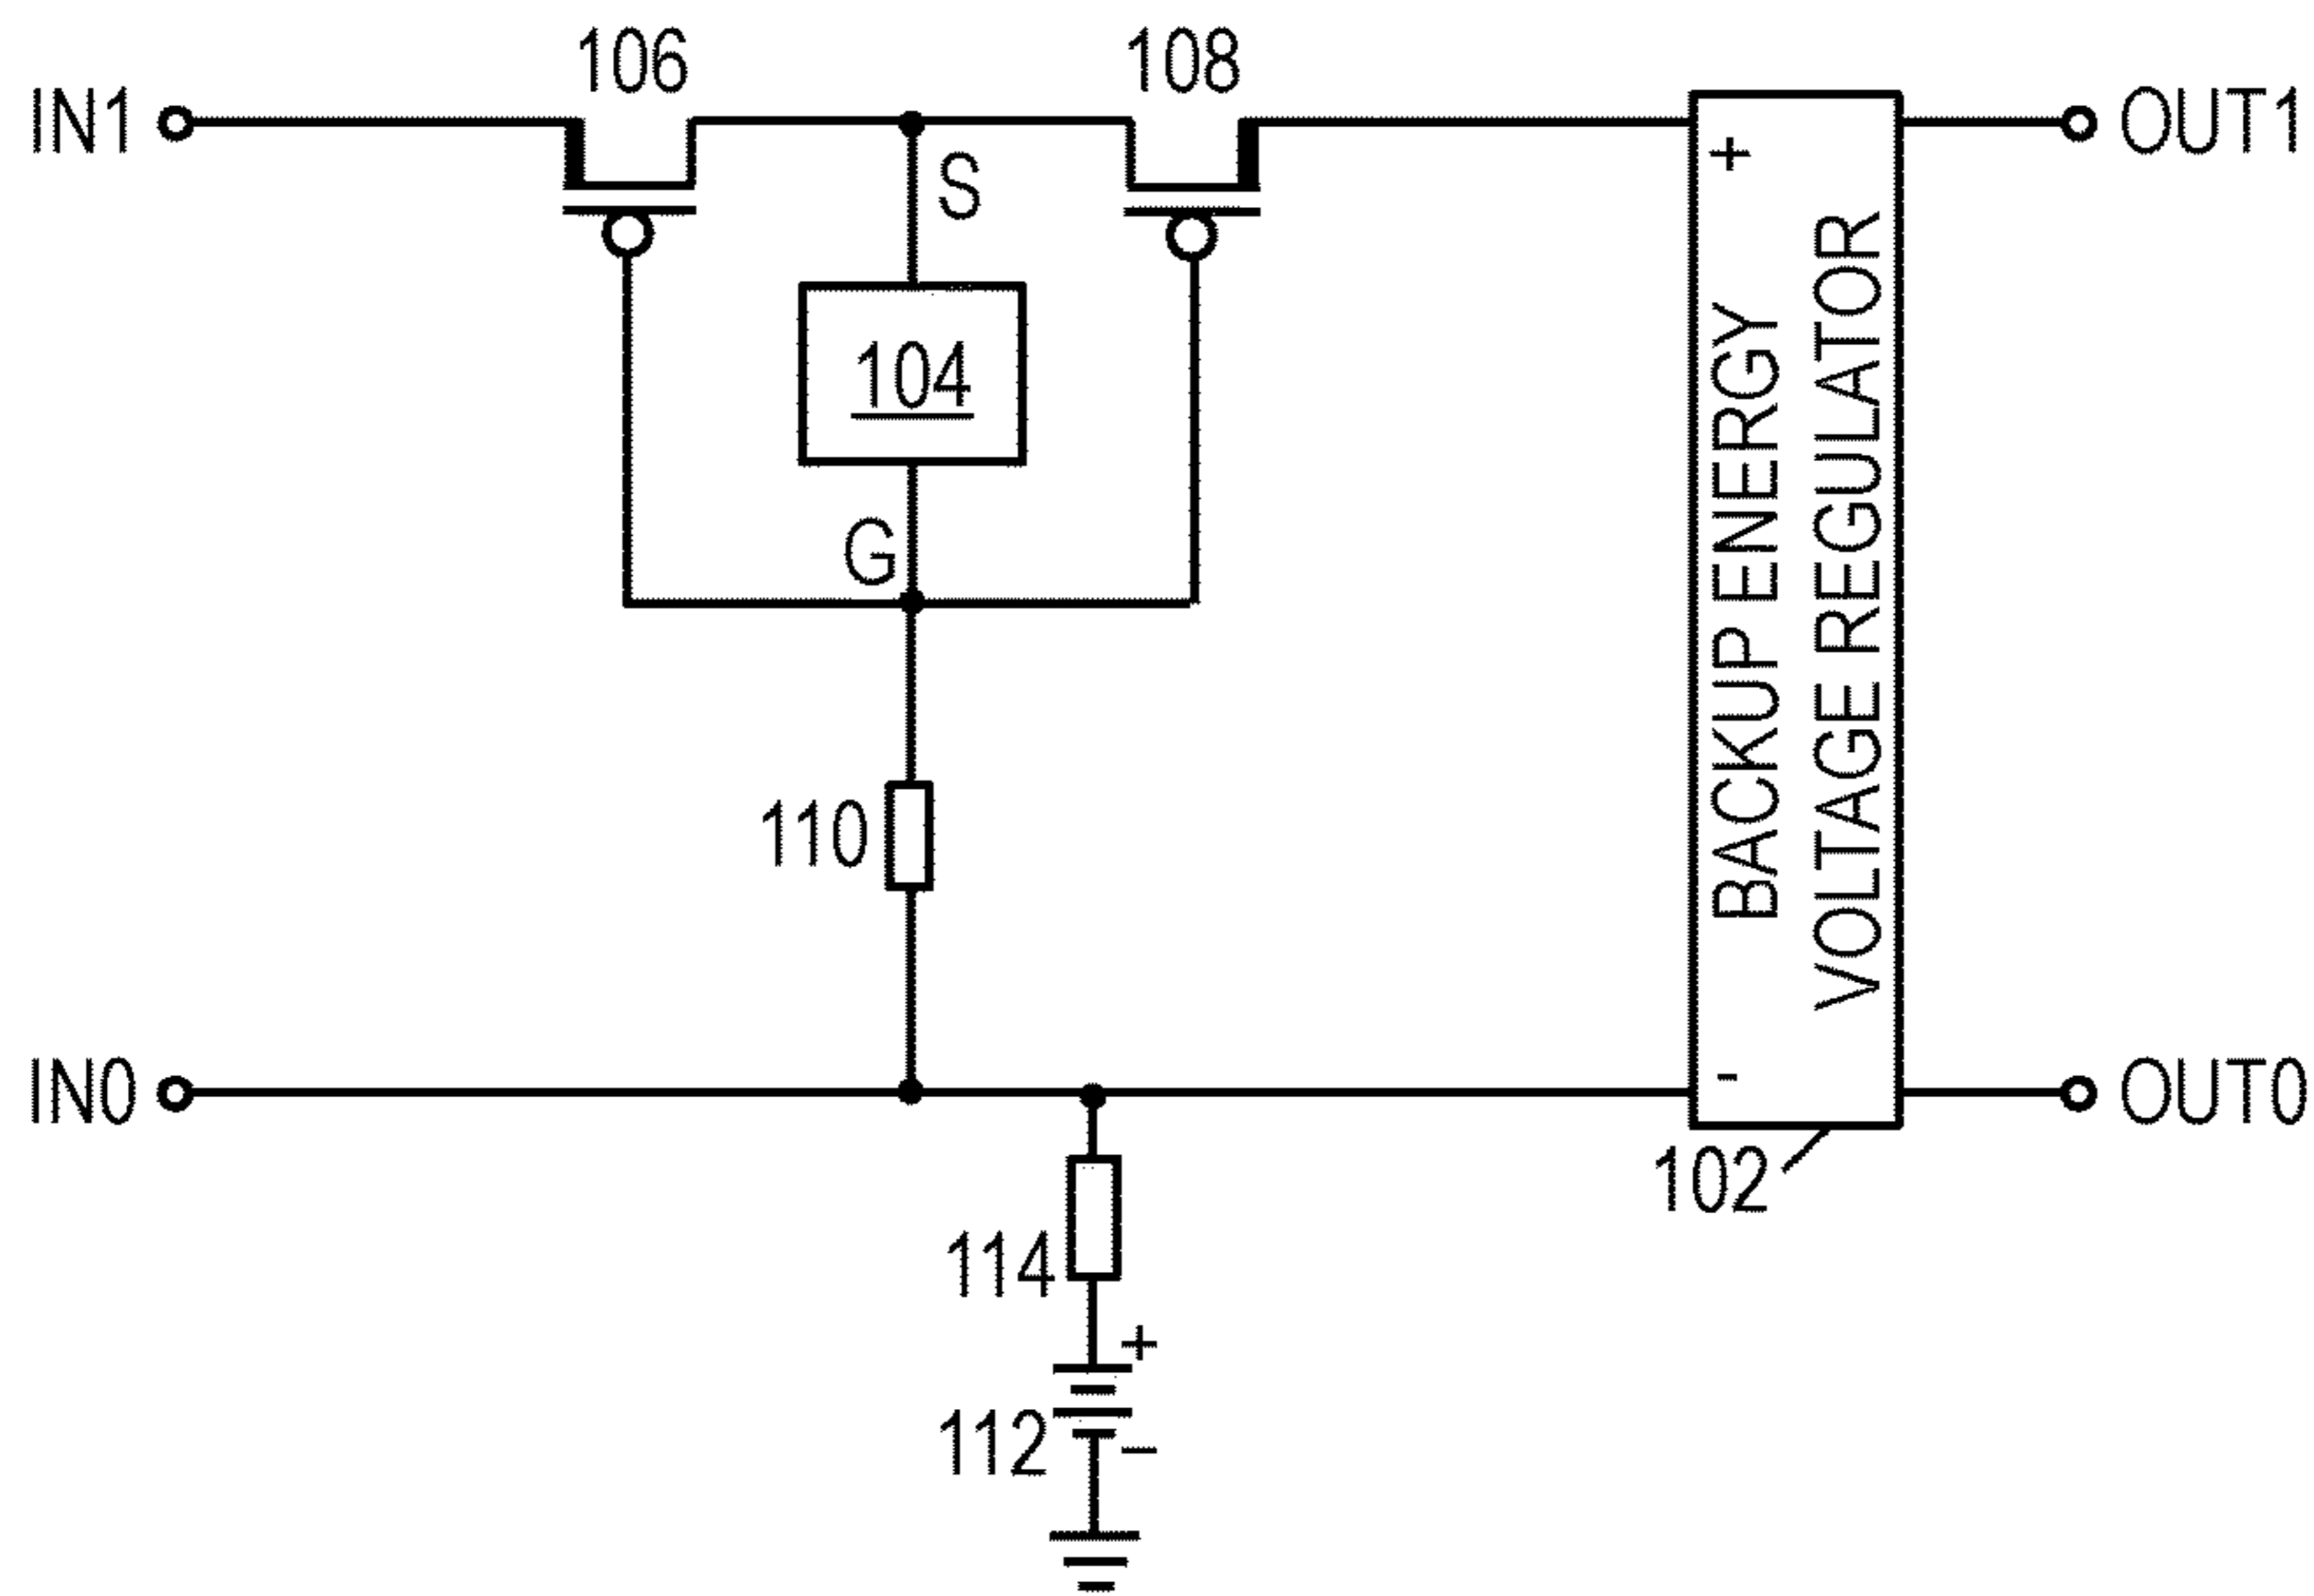 106
108
IN1
OUT1
+
S
104
G
BACKUP ENERGY
VOLTAGE REGULATOR
110
IN0
-
OUT0
102
114
+
112
−